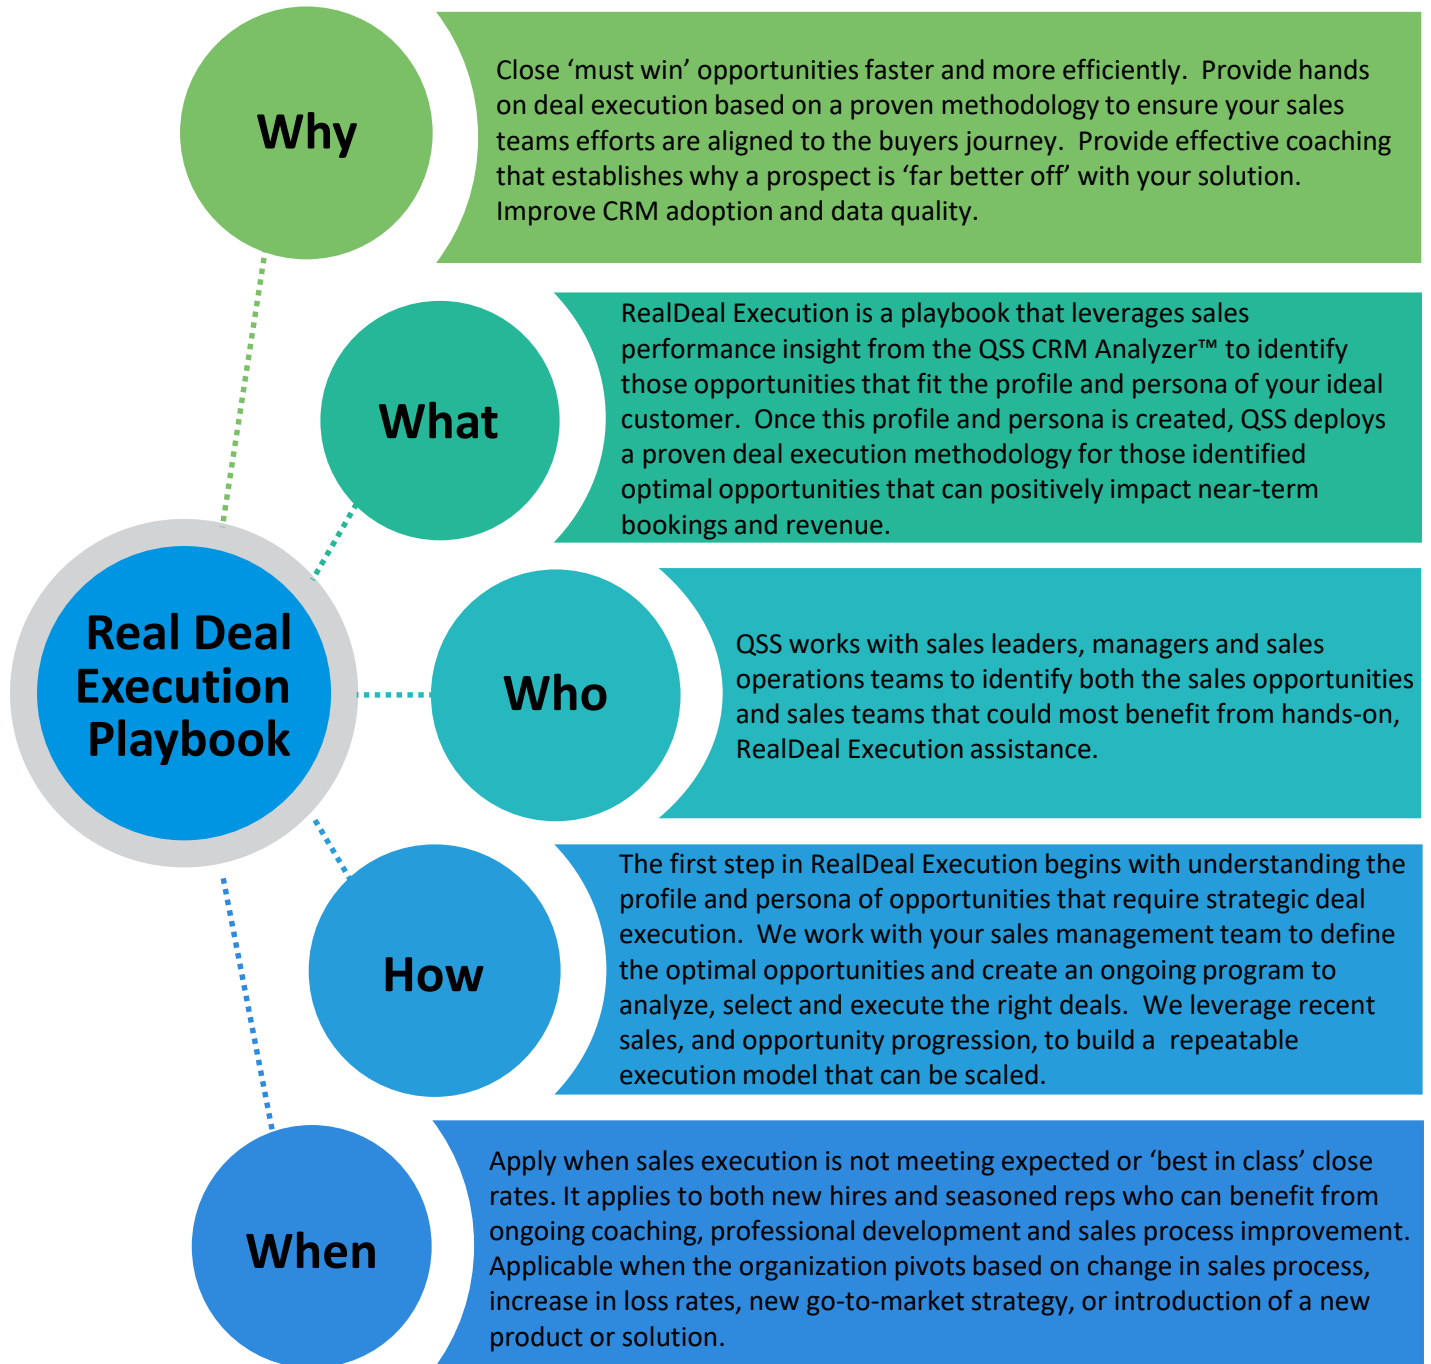 Why
Close ‘must win’ opportunities faster and more efficiently.  Provide hands
on deal execution based on a proven methodology to ensure your sales
teams efforts are aligned to the buyers journey.  Provide effective coaching
that establishes why a prospect is ‘far better off’ with your solution.
Improve CRM adoption and data quality.
What
RealDeal Execution is a playbook that leverages sales
performance insight from the QSS CRM Analyzer™ to identify
those opportunities that fit the profile and persona of your ideal
customer.  Once this profile and persona is created, QSS deploys
a proven deal execution methodology for those identified
optimal opportunities that can positively impact near-term
bookings and revenue.
Real Deal
Execution
Playbook
Who
QSS works with sales leaders, managers and sales
operations teams to identify both the sales opportunities
and sales teams that could most benefit from hands-on,
RealDeal Execution assistance.
How
The first step in RealDeal Execution begins with understanding the
profile and persona of opportunities that require strategic deal
execution.  We work with your sales management team to define
the optimal opportunities and create an ongoing program to
analyze, select and execute the right deals.  We leverage recent
sales, and opportunity progression, to build a  repeatable
execution model that can be scaled.
When
Apply when sales execution is not meeting expected or ‘best in class’ close
rates. It applies to both new hires and seasoned reps who can benefit from
ongoing coaching, professional development and sales process improvement.
Applicable when the organization pivots based on change in sales process,
increase in loss rates, new go-to-market strategy, or introduction of a new
product or solution.